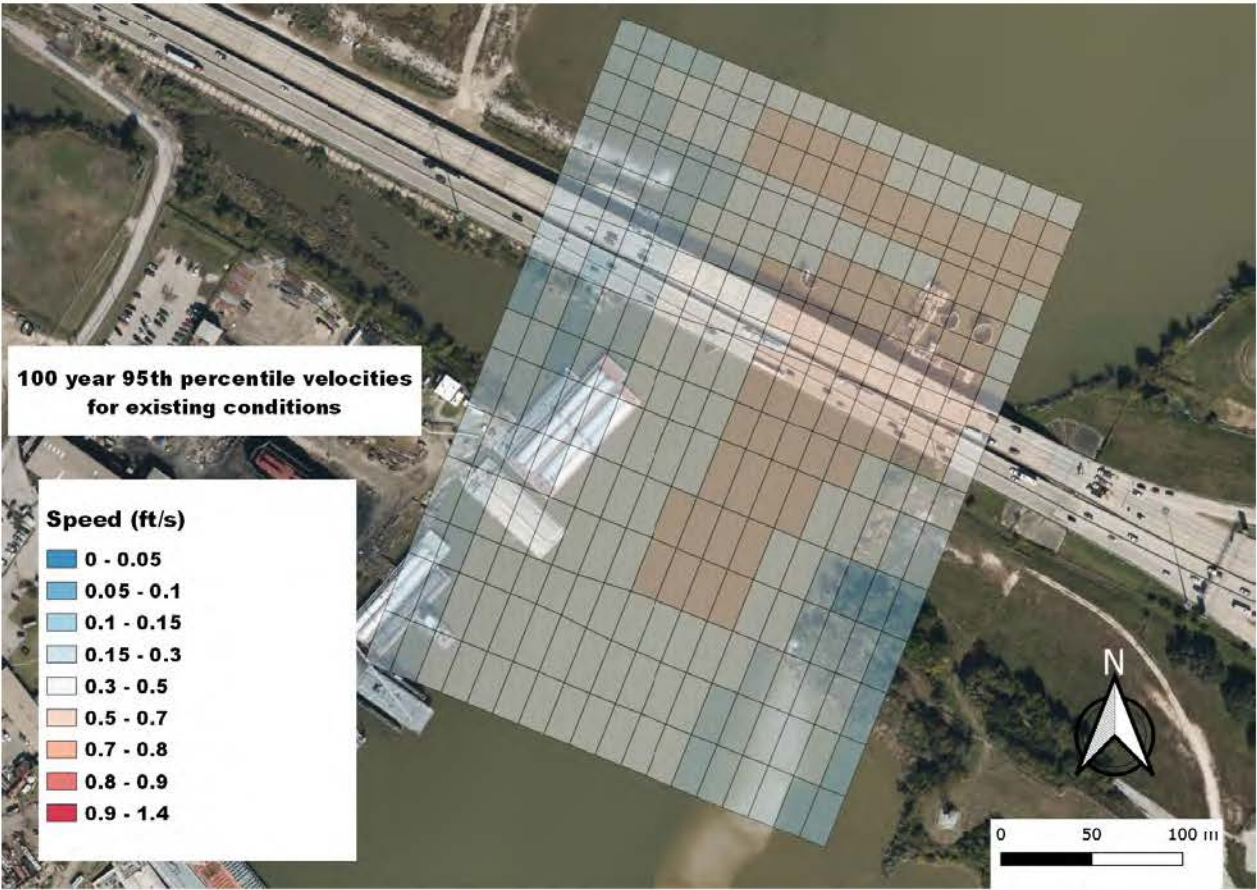 100 year 95th percentile velocities
for existing conditions
Speed (ft/s)
0 - 0.05
0.05 - 0.1
0.1 - 0.15
0.15 - 0.3
0.3 - 0.5
0.5 - 0.7
0.7 - 0.8
0.8 - 0.9
0.9 - 1.4
N
0 50 100 m